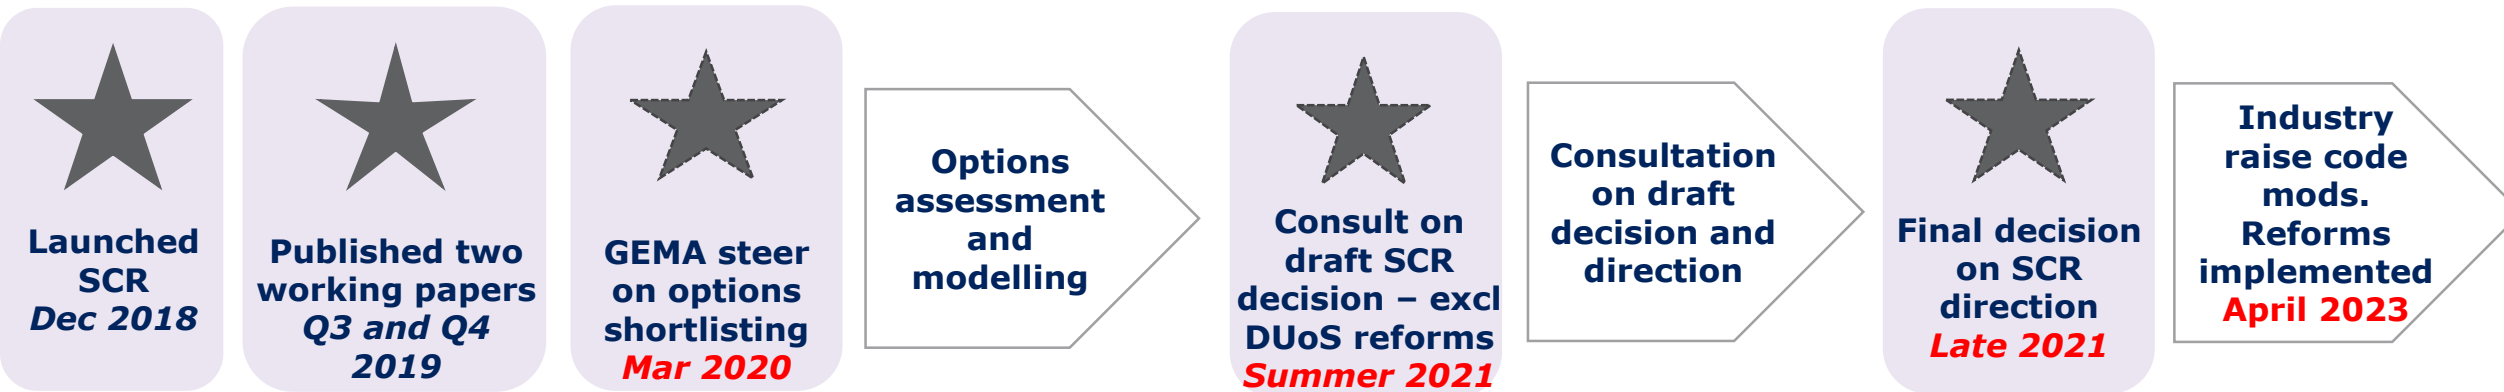 Launched
SCR
Dec 2018
Published two
working papers
Q3 and Q4
2019
GEMA steer
on options
shortlisting
Mar 2020
Options
assessment
and
modelling
Consult on
draft SCR
decision – excl
DUoS reforms
Summer 2021
Consultation
on draft
decision and
direction
Final decision
on SCR
direction
Late 2021
Industry
raise code
mods.
Reforms
implemented
April 2023